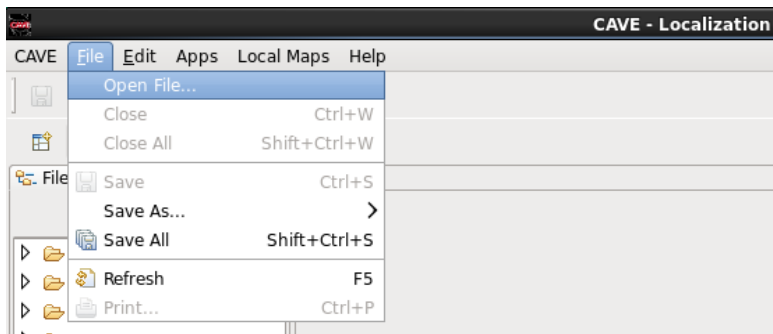 CAVE - Localization
CAVE File Edit Apps Local Maps Help
Open File...
Close Ctrl+W
Close All Shift+Ctrl+W
File
Save Ctrl+S
Save As...
Save All Shift+Ctrl+S
Refresh F5
Print... Ctrl+P